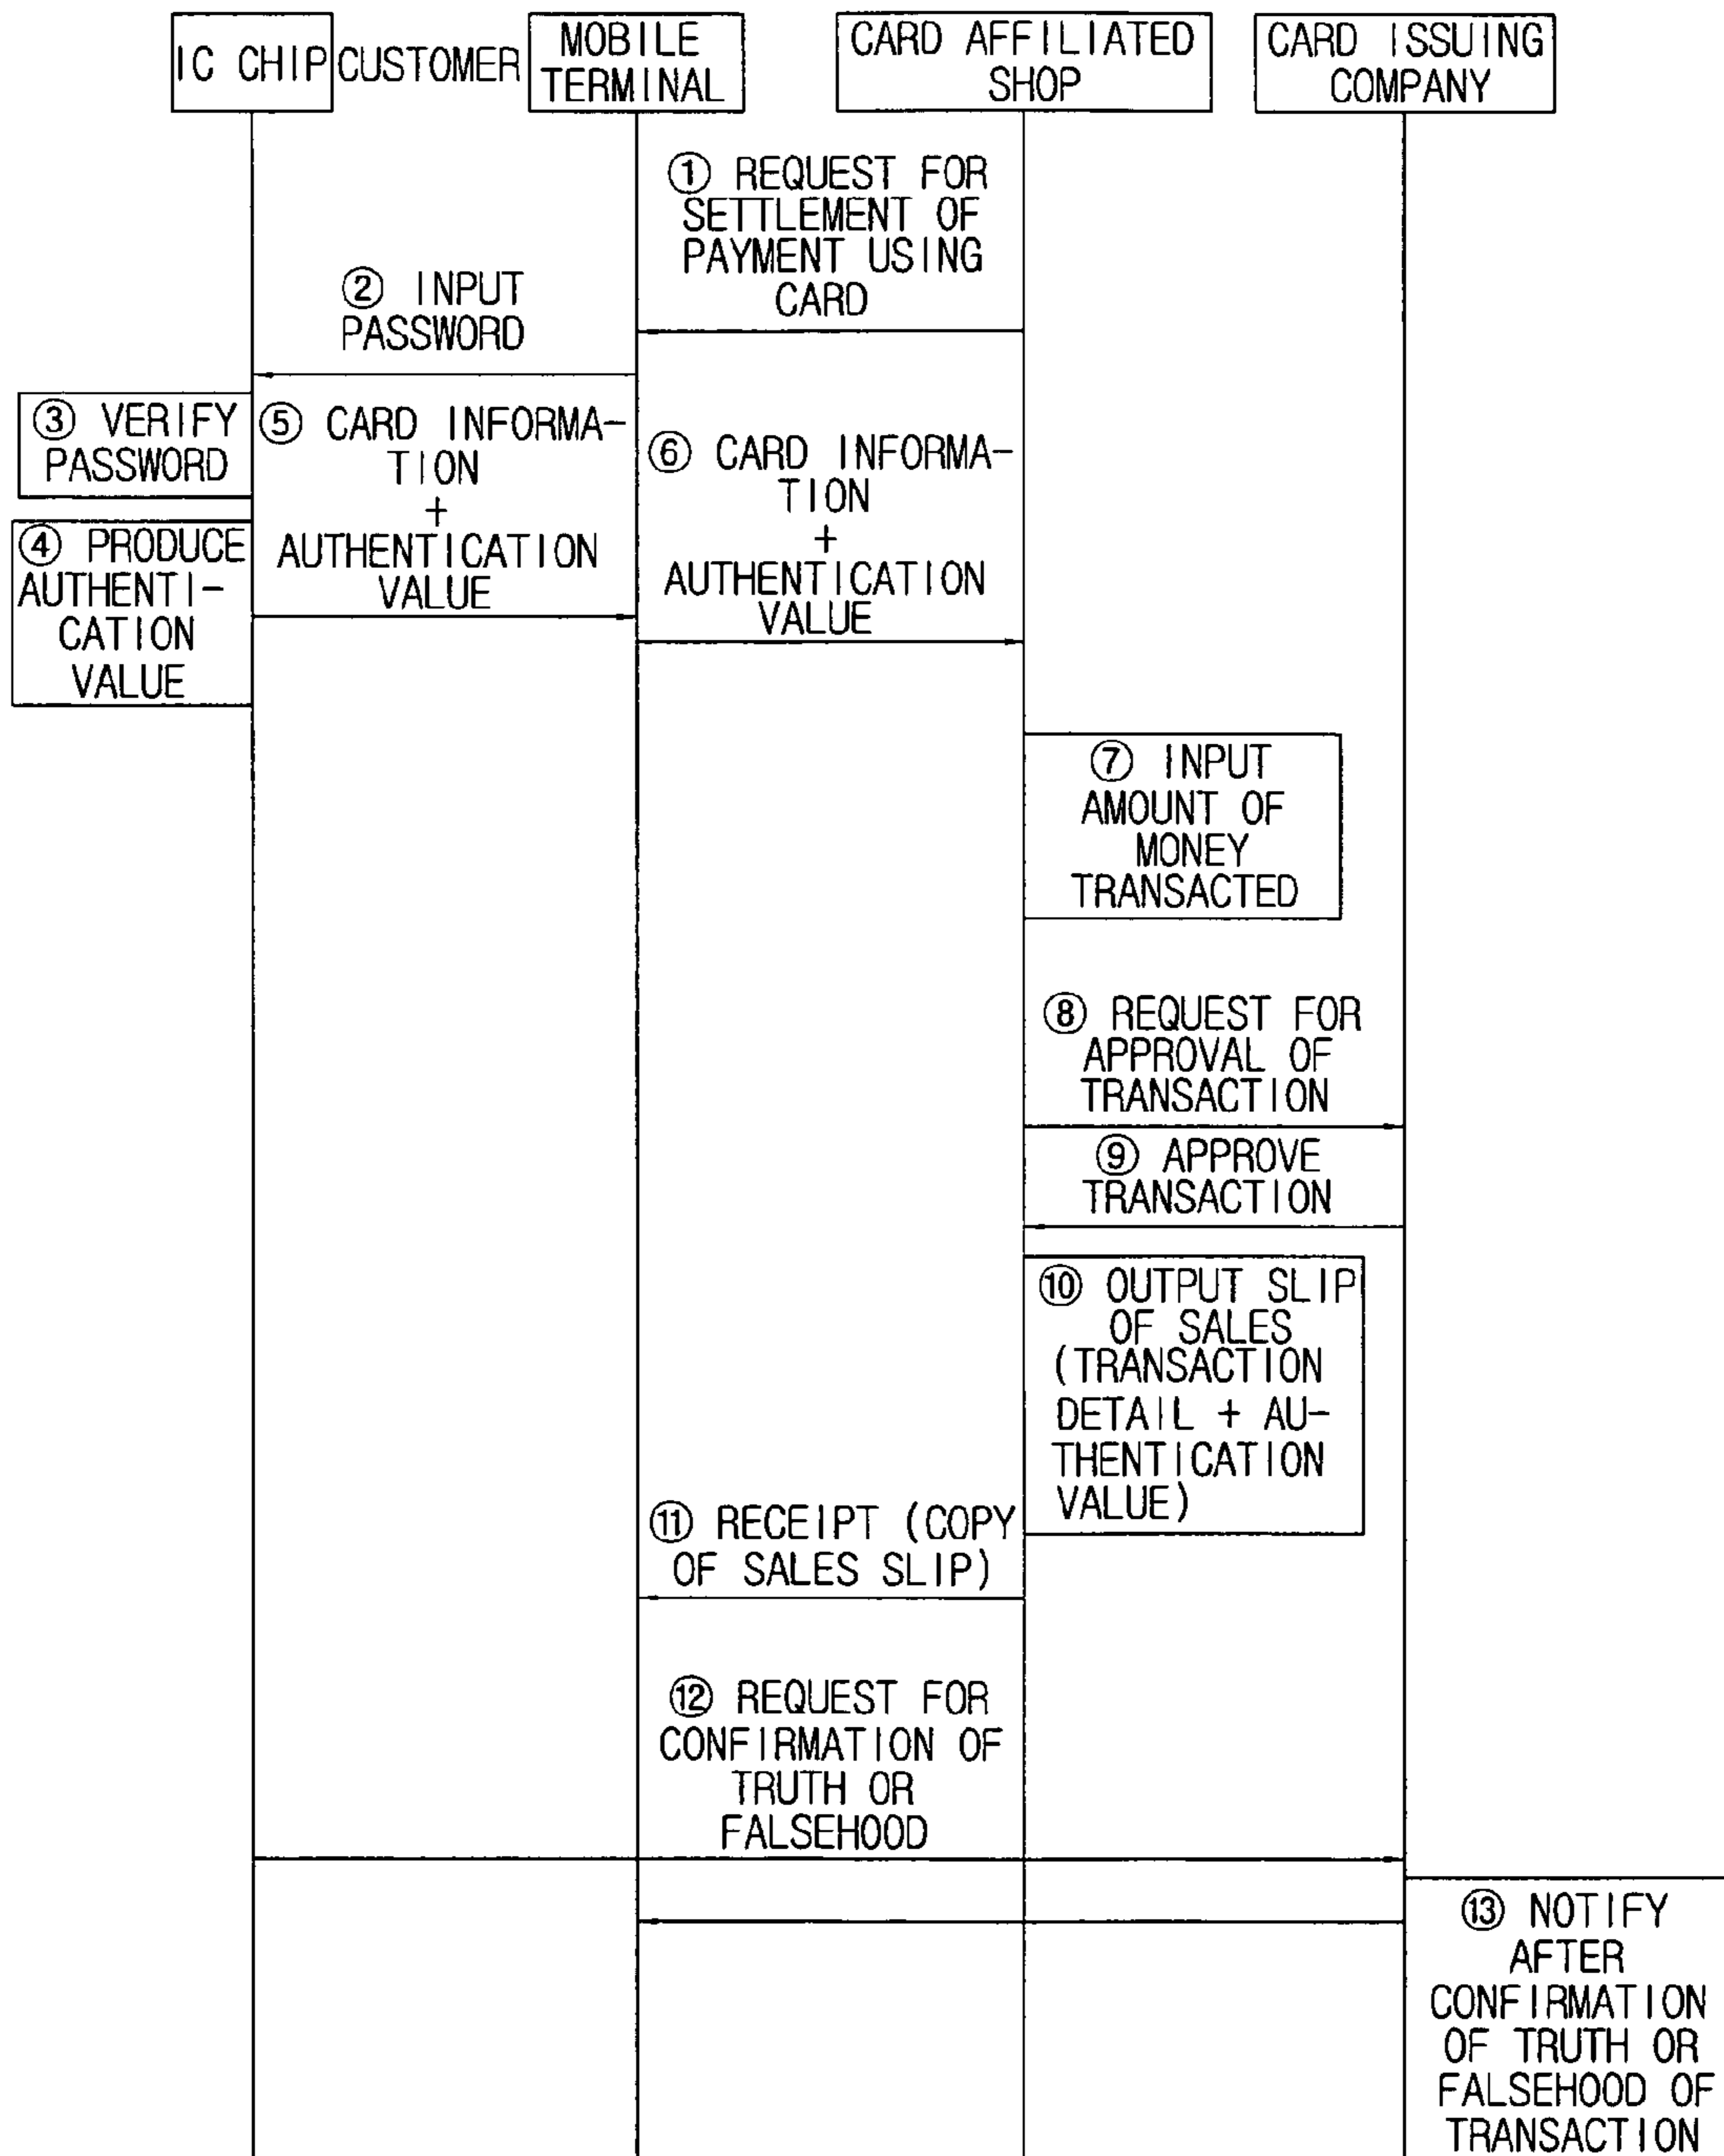 IC CHIP
CUSTOMER
MOBILE
TERMINAL
CARD AFFILIATED
SHOP
CARD ISSUING
COMPANY
① REQUEST FOR
SETTLEMENT OF
PAYMENT USING
CARD
② INPUT
PASSWORD
③ VERIFY
PASSWORD
④ PRODUCE
AUTHENTI-
CATION
VALUE
⑤ CARD INFORMA-
TION
+
AUTHENTICATION
VALUE
⑥ CARD INFORMA-
TION
+
AUTHENTICATION
VALUE
⑦ INPUT
AMOUNT OF
MONEY
TRANSACTED
⑧ REQUEST FOR
APPROVAL OF
TRANSACTION
⑨ APPROVE
TRANSACTION
⑩ OUTPUT SLIP
OF SALES
(TRANSACTION
DETAIL + AU-
THENTICATION
VALUE)
⑪ RECEIPT (COPY
OF SALES SLIP)
⑫ REQUEST FOR
CONFIRMATION OF
TRUTH OR
FALSEHOOD
⑬ NOTIFY
AFTER
CONFIRMATION
OF TRUTH OR
FALSEHOOD OF
TRANSACTION